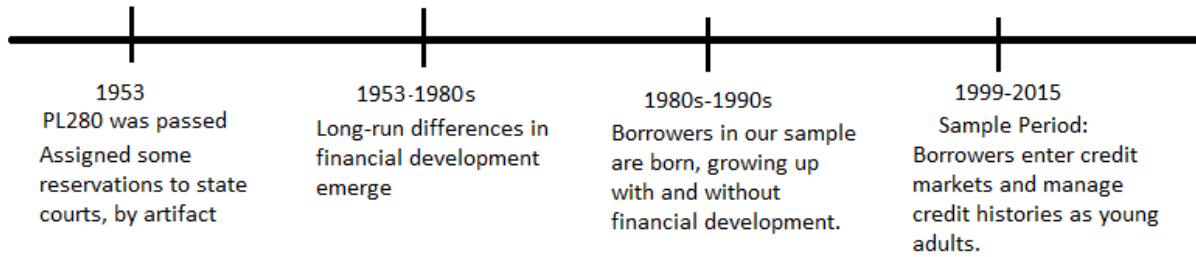 1953
PL280 was passed
Assigned some
reservations to state
courts, by artifact
1953-1980s
Long-run differences in
financial development
emerge
1980s-1990s
Borrowers in our sample
are born, growing up
with and without
financial development.
1999-2015
Sample Period:
Borrowers enter credit
markets and manage
credit histories as young
adults.